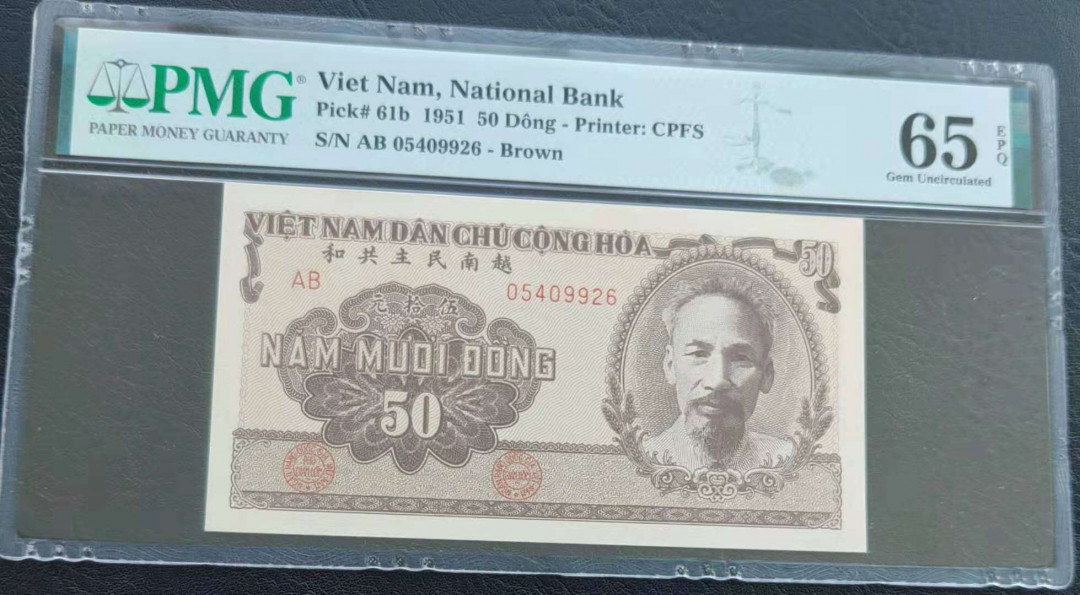 PMG®
PAPER MONEY GUARANTY
Viet Nam, National Bank
Pick# 61b 1951 50 Dông - Printer: CPFS
S/N AB 05409926 - Brown
65 EPQ
Gem Uncirculated
VIỆT NAM DÂN CHỦ CỘNG HÒA
50
和共主民南越
AB
05409926
元拾伍
NĂM MƯƠI ĐỒNG
50